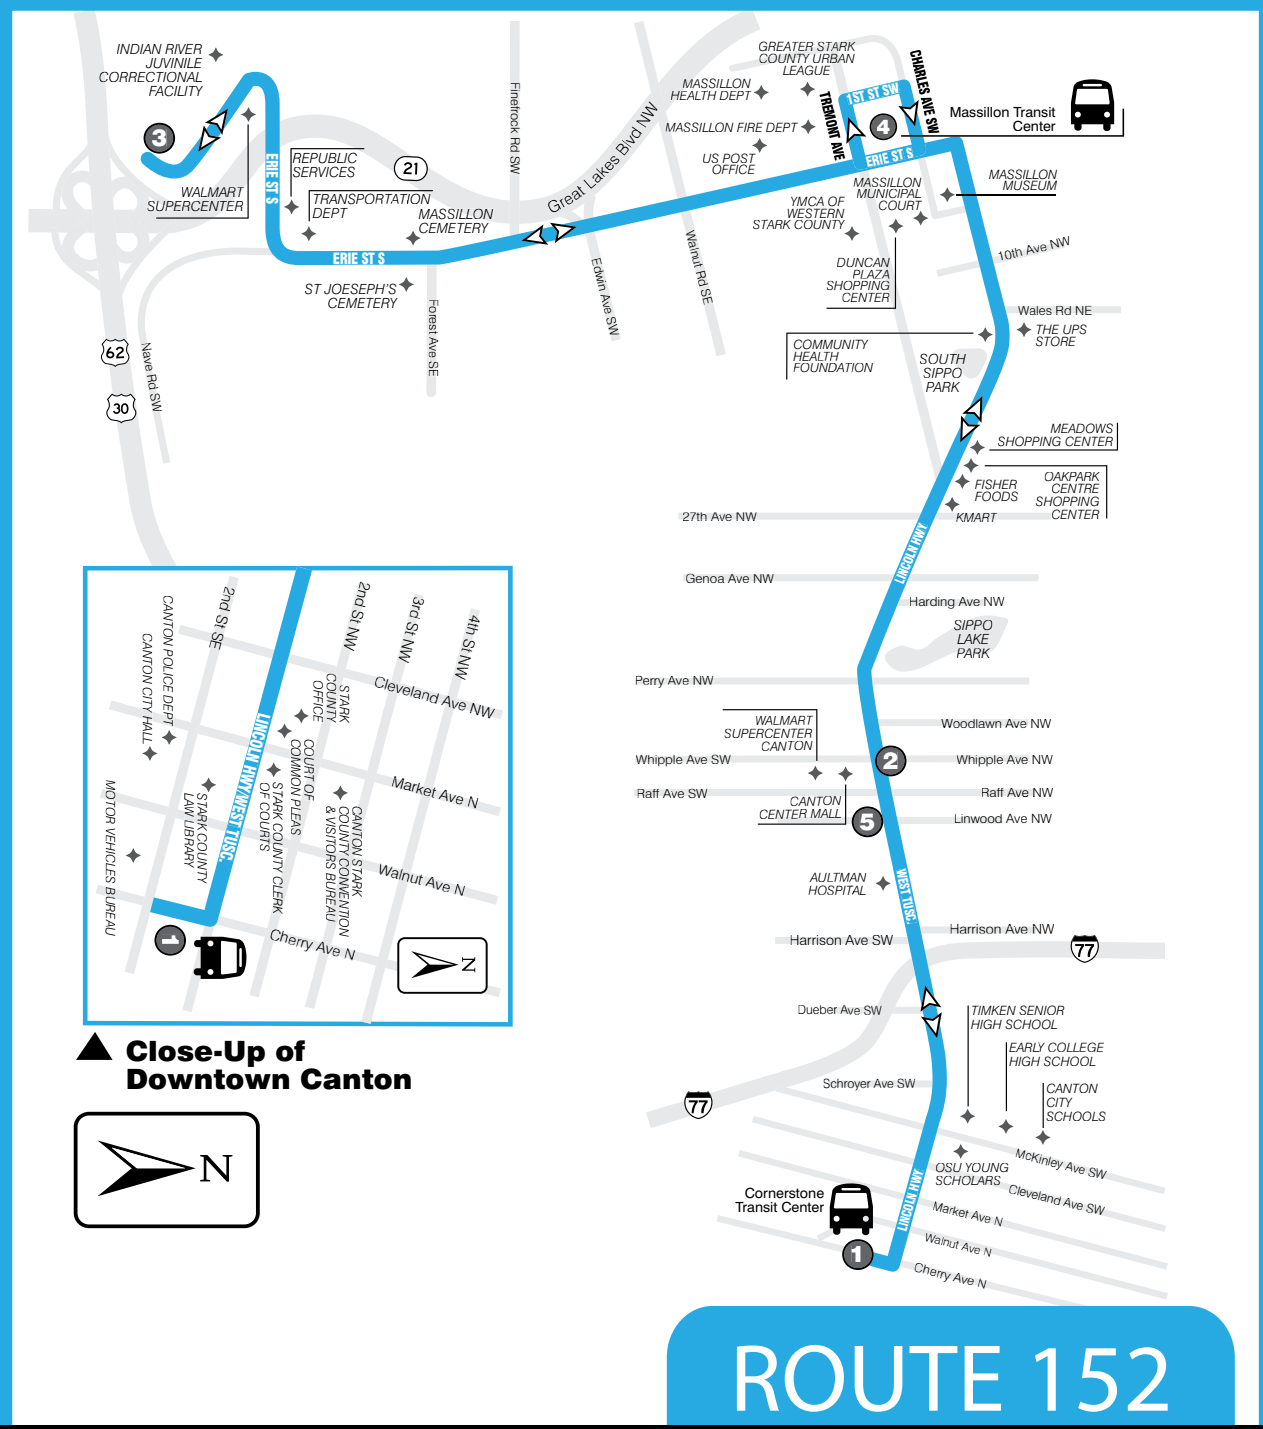 INDIAN RIVER
JUVINILE
CORRECTIONAL
FACILITY
3
WALMART
SUPERCENTER
ERIE ST S
REPUBLIC
SERVICES
TRANSPORTATION
DEPT
21
MASSILLON
CEMETERY
ERIE ST S
ST JOESEPH'S
CEMETERY
Forest Ave SE
62
30
Nave Rd SW
Finefrock Rd SW
Great Lakes Blvd NW
Edwin Ave SW
Walnut Rd SE
GREATER STARK
COUNTY URBAN
LEAGUE
MASSILLON
HEALTH DEPT
MASSILLON FIRE DEPT
US POST
OFFICE
TREMONT AVE
1ST ST SW
CHARLES AVE SW
4
ERIE ST S
Massillon Transit
Center
MASSILLON
MUSEUM
MASSILLON
MUNICIPAL
COURT
YMCA OF
WESTERN
STARK COUNTY
DUNCAN
PLAZA
SHOPPING
CENTER
10th Ave NW
Wales Rd NE
THE UPS
STORE
COMMUNITY
HEALTH
FOUNDATION
SOUTH
SIPPO
PARK
MEADOWS
SHOPPING CENTER
OAKPARK
CENTRE
SHOPPING
CENTER
FISHER
FOODS
KMART
27th Ave NW
LINCOLN HWY
Genoa Ave NW
Harding Ave NW
SIPPO
LAKE
PARK
Perry Ave NW
WALMART
SUPERCENTER
CANTON
Woodlawn Ave NW
Whipple Ave SW
2
Whipple Ave NW
Raff Ave SW
Raff Ave NW
CANTON
CENTER MALL
5
Linwood Ave NW
AULTMAN
HOSPITAL
WEST TUSC.
Harrison Ave SW
Harrison Ave NW
77
Dueber Ave SW
TIMKEN SENIOR
HIGH SCHOOL
EARLY COLLEGE
HIGH SCHOOL
Schroyer Ave SW
77
CANTON
CITY
SCHOOLS
OSU YOUNG
SCHOLARS
McKinley Ave SW
Cleveland Ave SW
Market Ave N
Walnut Ave N
Cherry Ave N
LINCOLN HWY
Cornerstone
Transit Center
1
2nd St SE
2nd St NW
3rd St NW
4th St NW
CANTON POLICE DEPT
CANTON CITY HALL
STARK
COUNTY
OFFICE
Cleveland Ave NW
LINCOLN HWY/WEST TUSC.
COURT OF
COMMON PLEAS
STARK COUNTY CLERK
OF COURTS
Market Ave N
CANTON STARK
COUNTY CONVENTION
& VISITORS BUREAU
MOTOR VEHICLES BUREAU
STARK COUNTY
LAW LIBRARY
Walnut Ave N
Cherry Ave N
1
N
Close-Up of
Downtown Canton
N
ROUTE 152